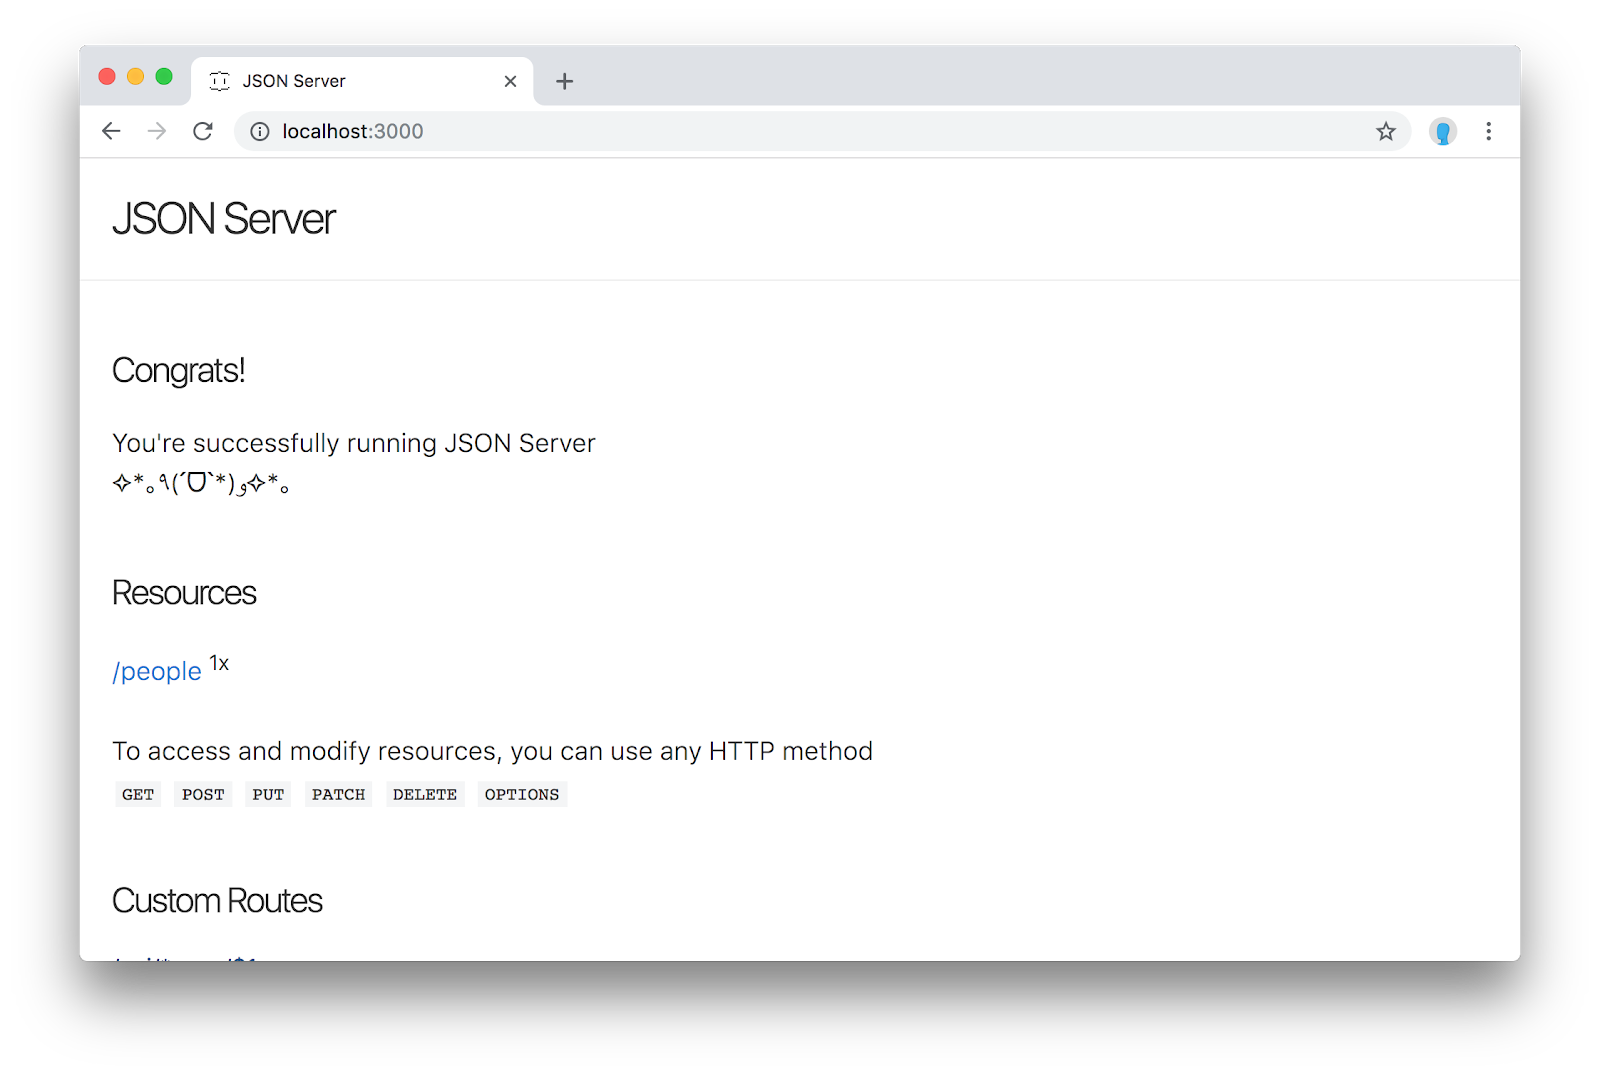 JSON Server
localhost:3000
JSON Server
Congrats!
You're successfully running JSON Server
✧*｡٩(ˊᗜˋ*)و✧*｡
Resources
/people 1x
To access and modify resources, you can use any HTTP method
GET POST PUT PATCH DELETE OPTIONS
Custom Routes